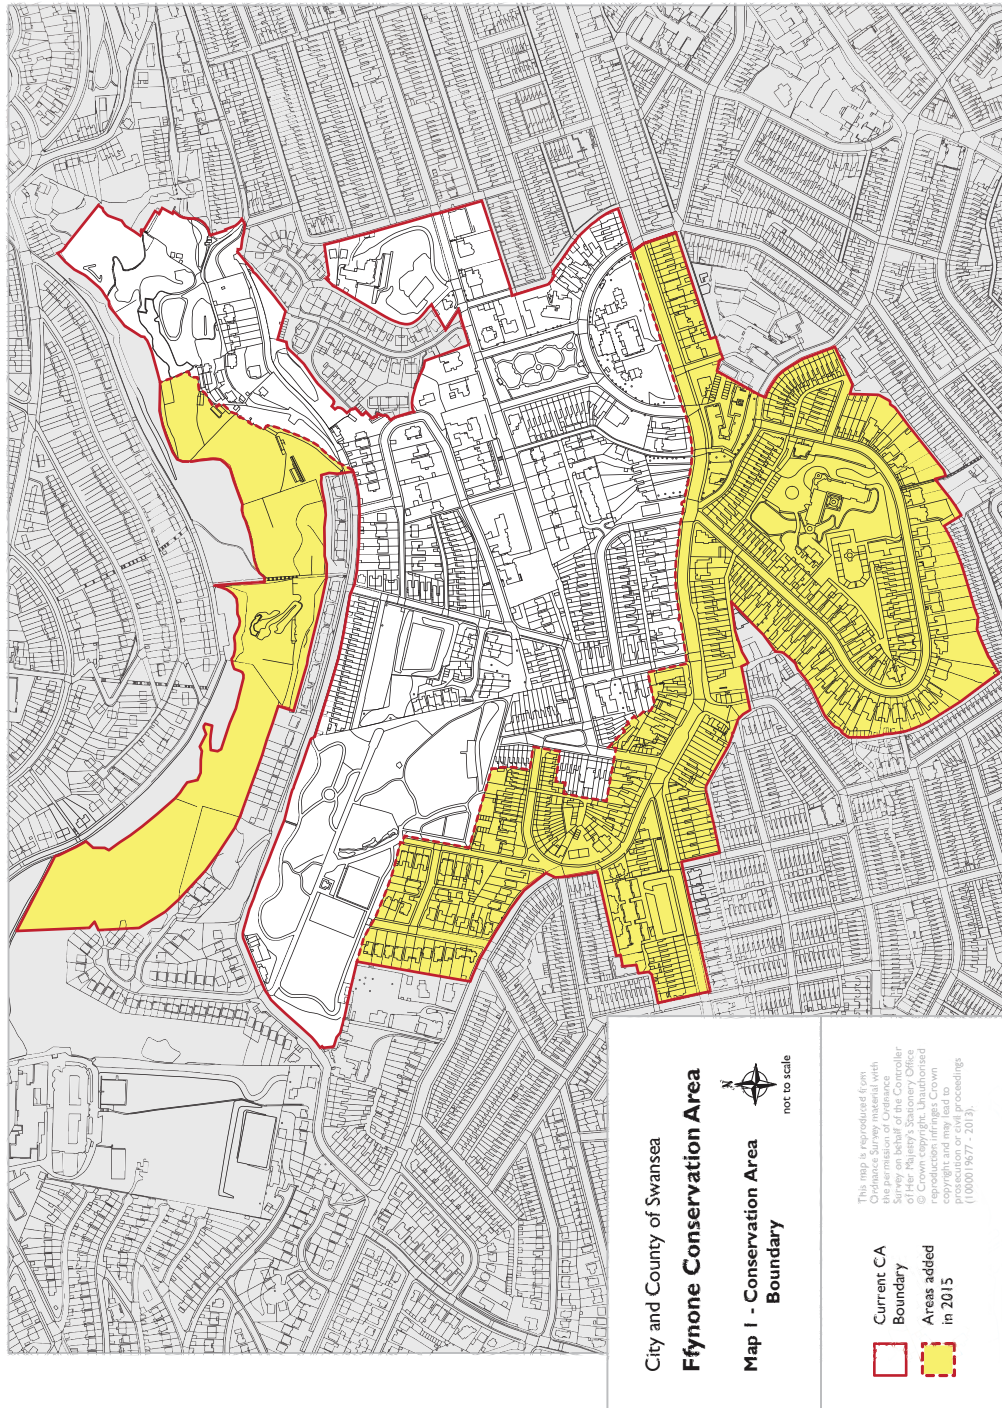 City and County of Swansea
Ffynone Conservation Area
Map 1 - Conservation Area
Boundary
N
not to scale
Current CA
Boundary
Areas added
in 2015
This map is reproduced from
Ordnance Survey material with
the permission of Ordnance
Survey on behalf of the Controller
of Her Majesty's Stationery Office
© Crown copyright. Unauthorised
reproduction infringes Crown
copyright and may lead to
prosecution or civil proceedings
(1000019677 - 2013).